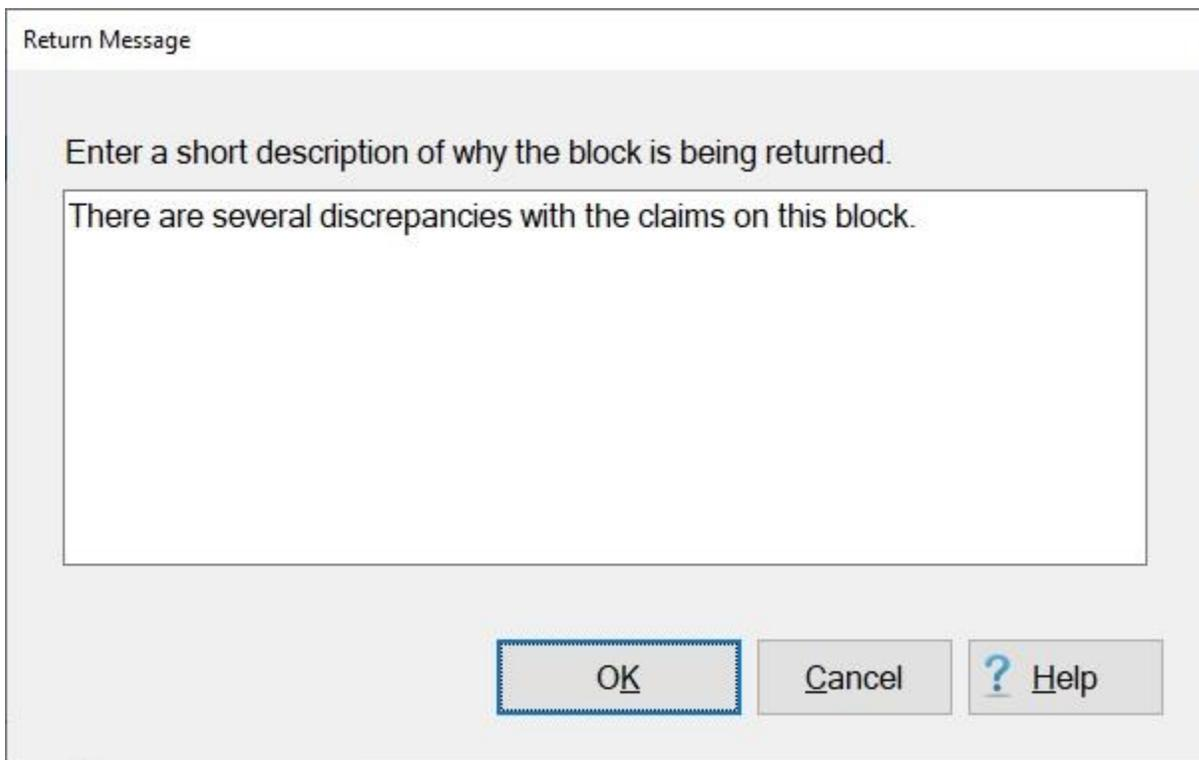 Return Message
Enter a short description of why the block is being returned.
There are several discrepancies with the claims on this block.
OK
Cancel
? Help